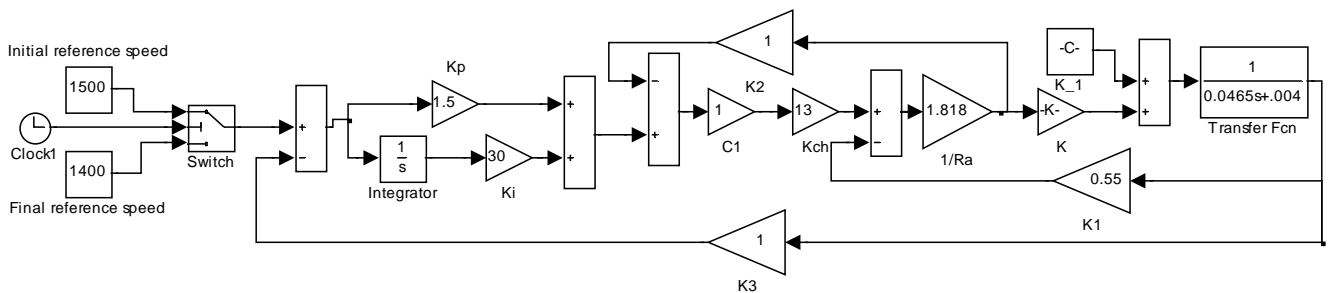 Initial reference speed
1500
Clock1
1400
Final reference speed
Switch
+
−
Kp
1.5
1
s
Integrator
30
Ki
+
+
−
+
1
K2
1
C1
13
Kch
+
−
1.818
1/Ra
-C-
K_1
-K-
K
+
+
1
0.0465s+.004
Transfer Fcn
0.55
K1
1
K3